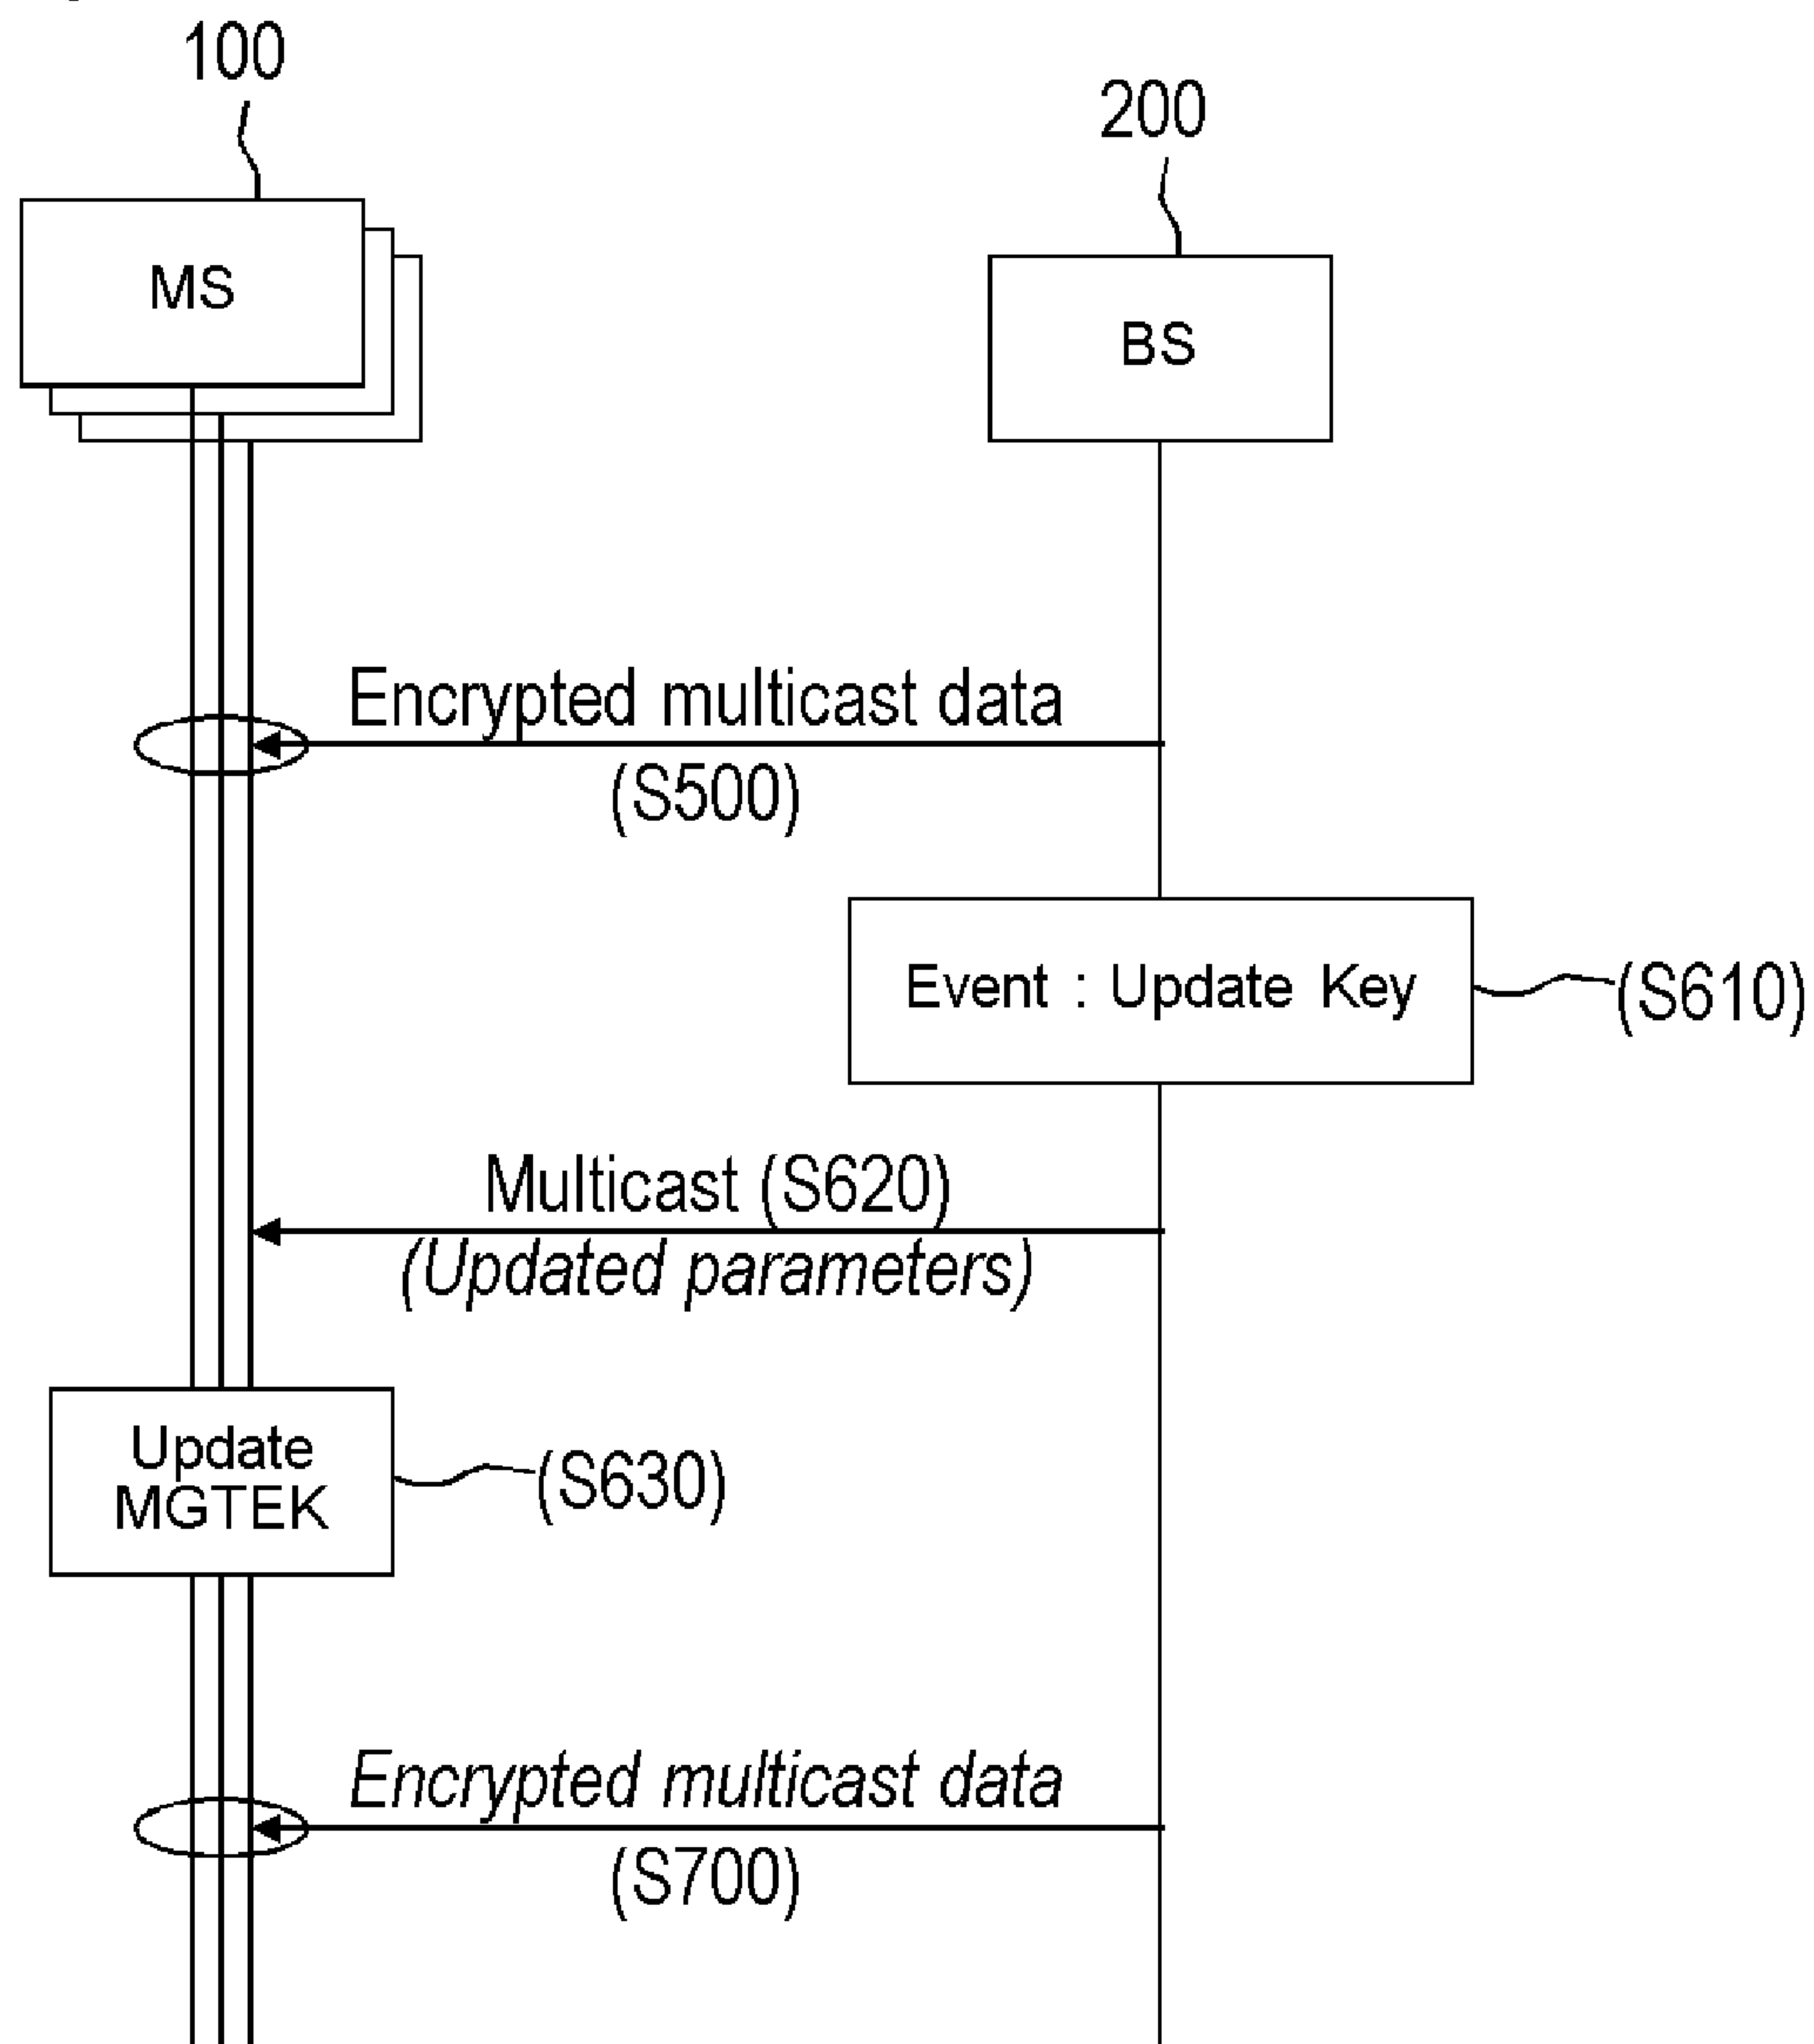 100
200
MS
BS
Encrypted multicast data
(S500)
Event : Update Key
(S610)
Multicast (S620)
(Updated parameters)
Update
MGTEK
(S630)
Encrypted multicast data
(S700)